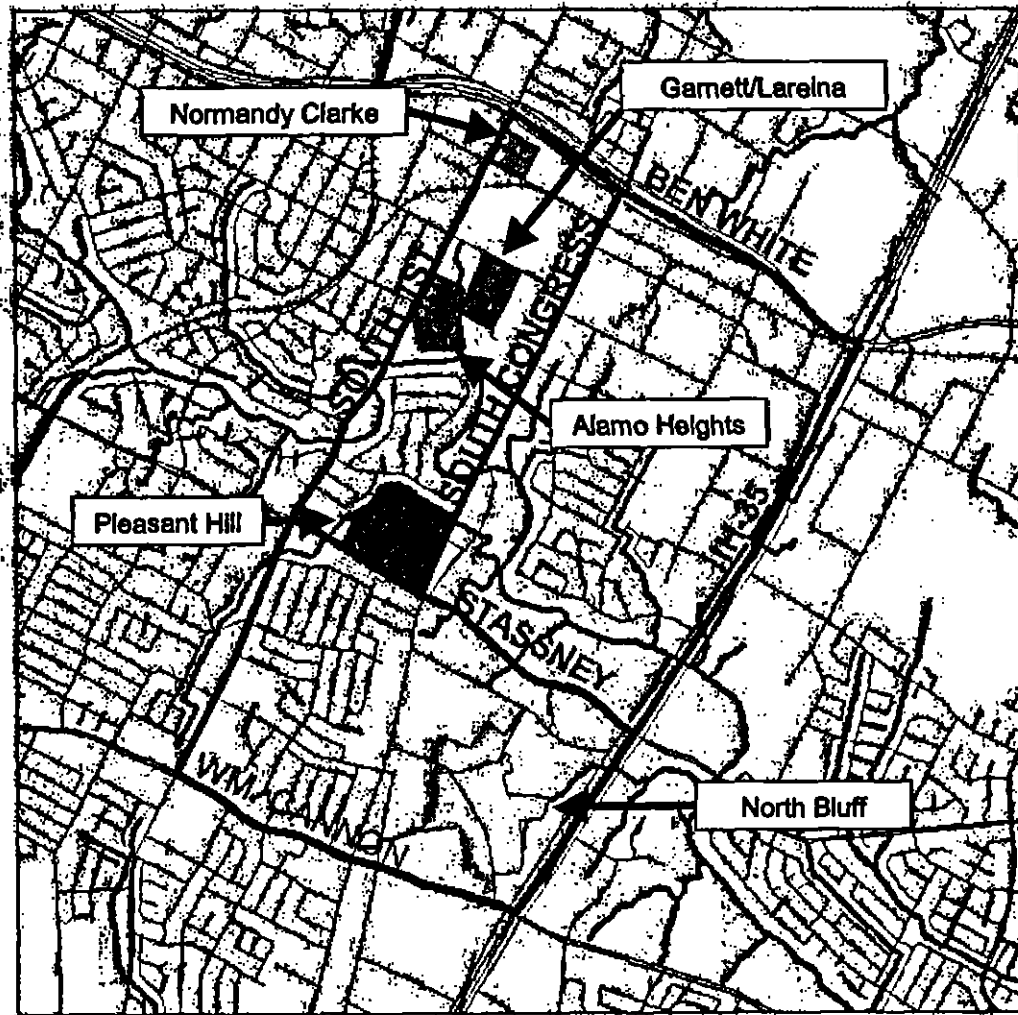 Garnett/Lareina
Normandy Clarke
BEN WHITE
SOUTH 1ST
SOUTH CONGRESS
Alamo Heights
Pleasant Hill
IH-35
STASSNEY
WM CANNON
North Bluff